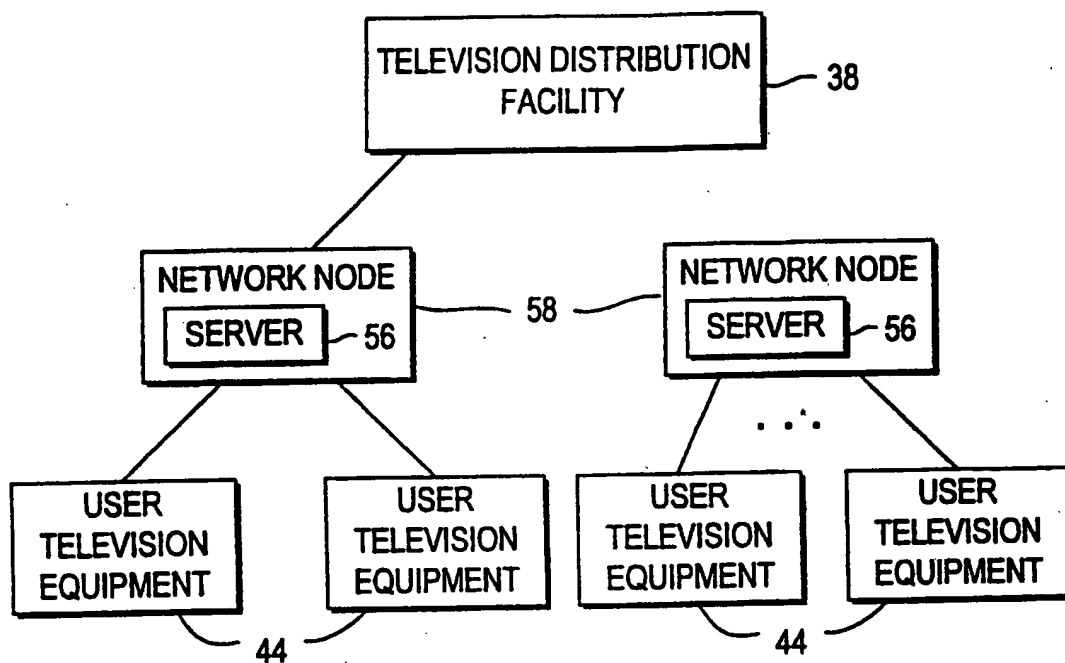 TELEVISION DISTRIBUTION
FACILITY
38
NETWORK NODE
SERVER
56
58
NETWORK NODE
SERVER
56
USER
TELEVISION
EQUIPMENT
USER
TELEVISION
EQUIPMENT
44
USER
TELEVISION
EQUIPMENT
USER
TELEVISION
EQUIPMENT
44